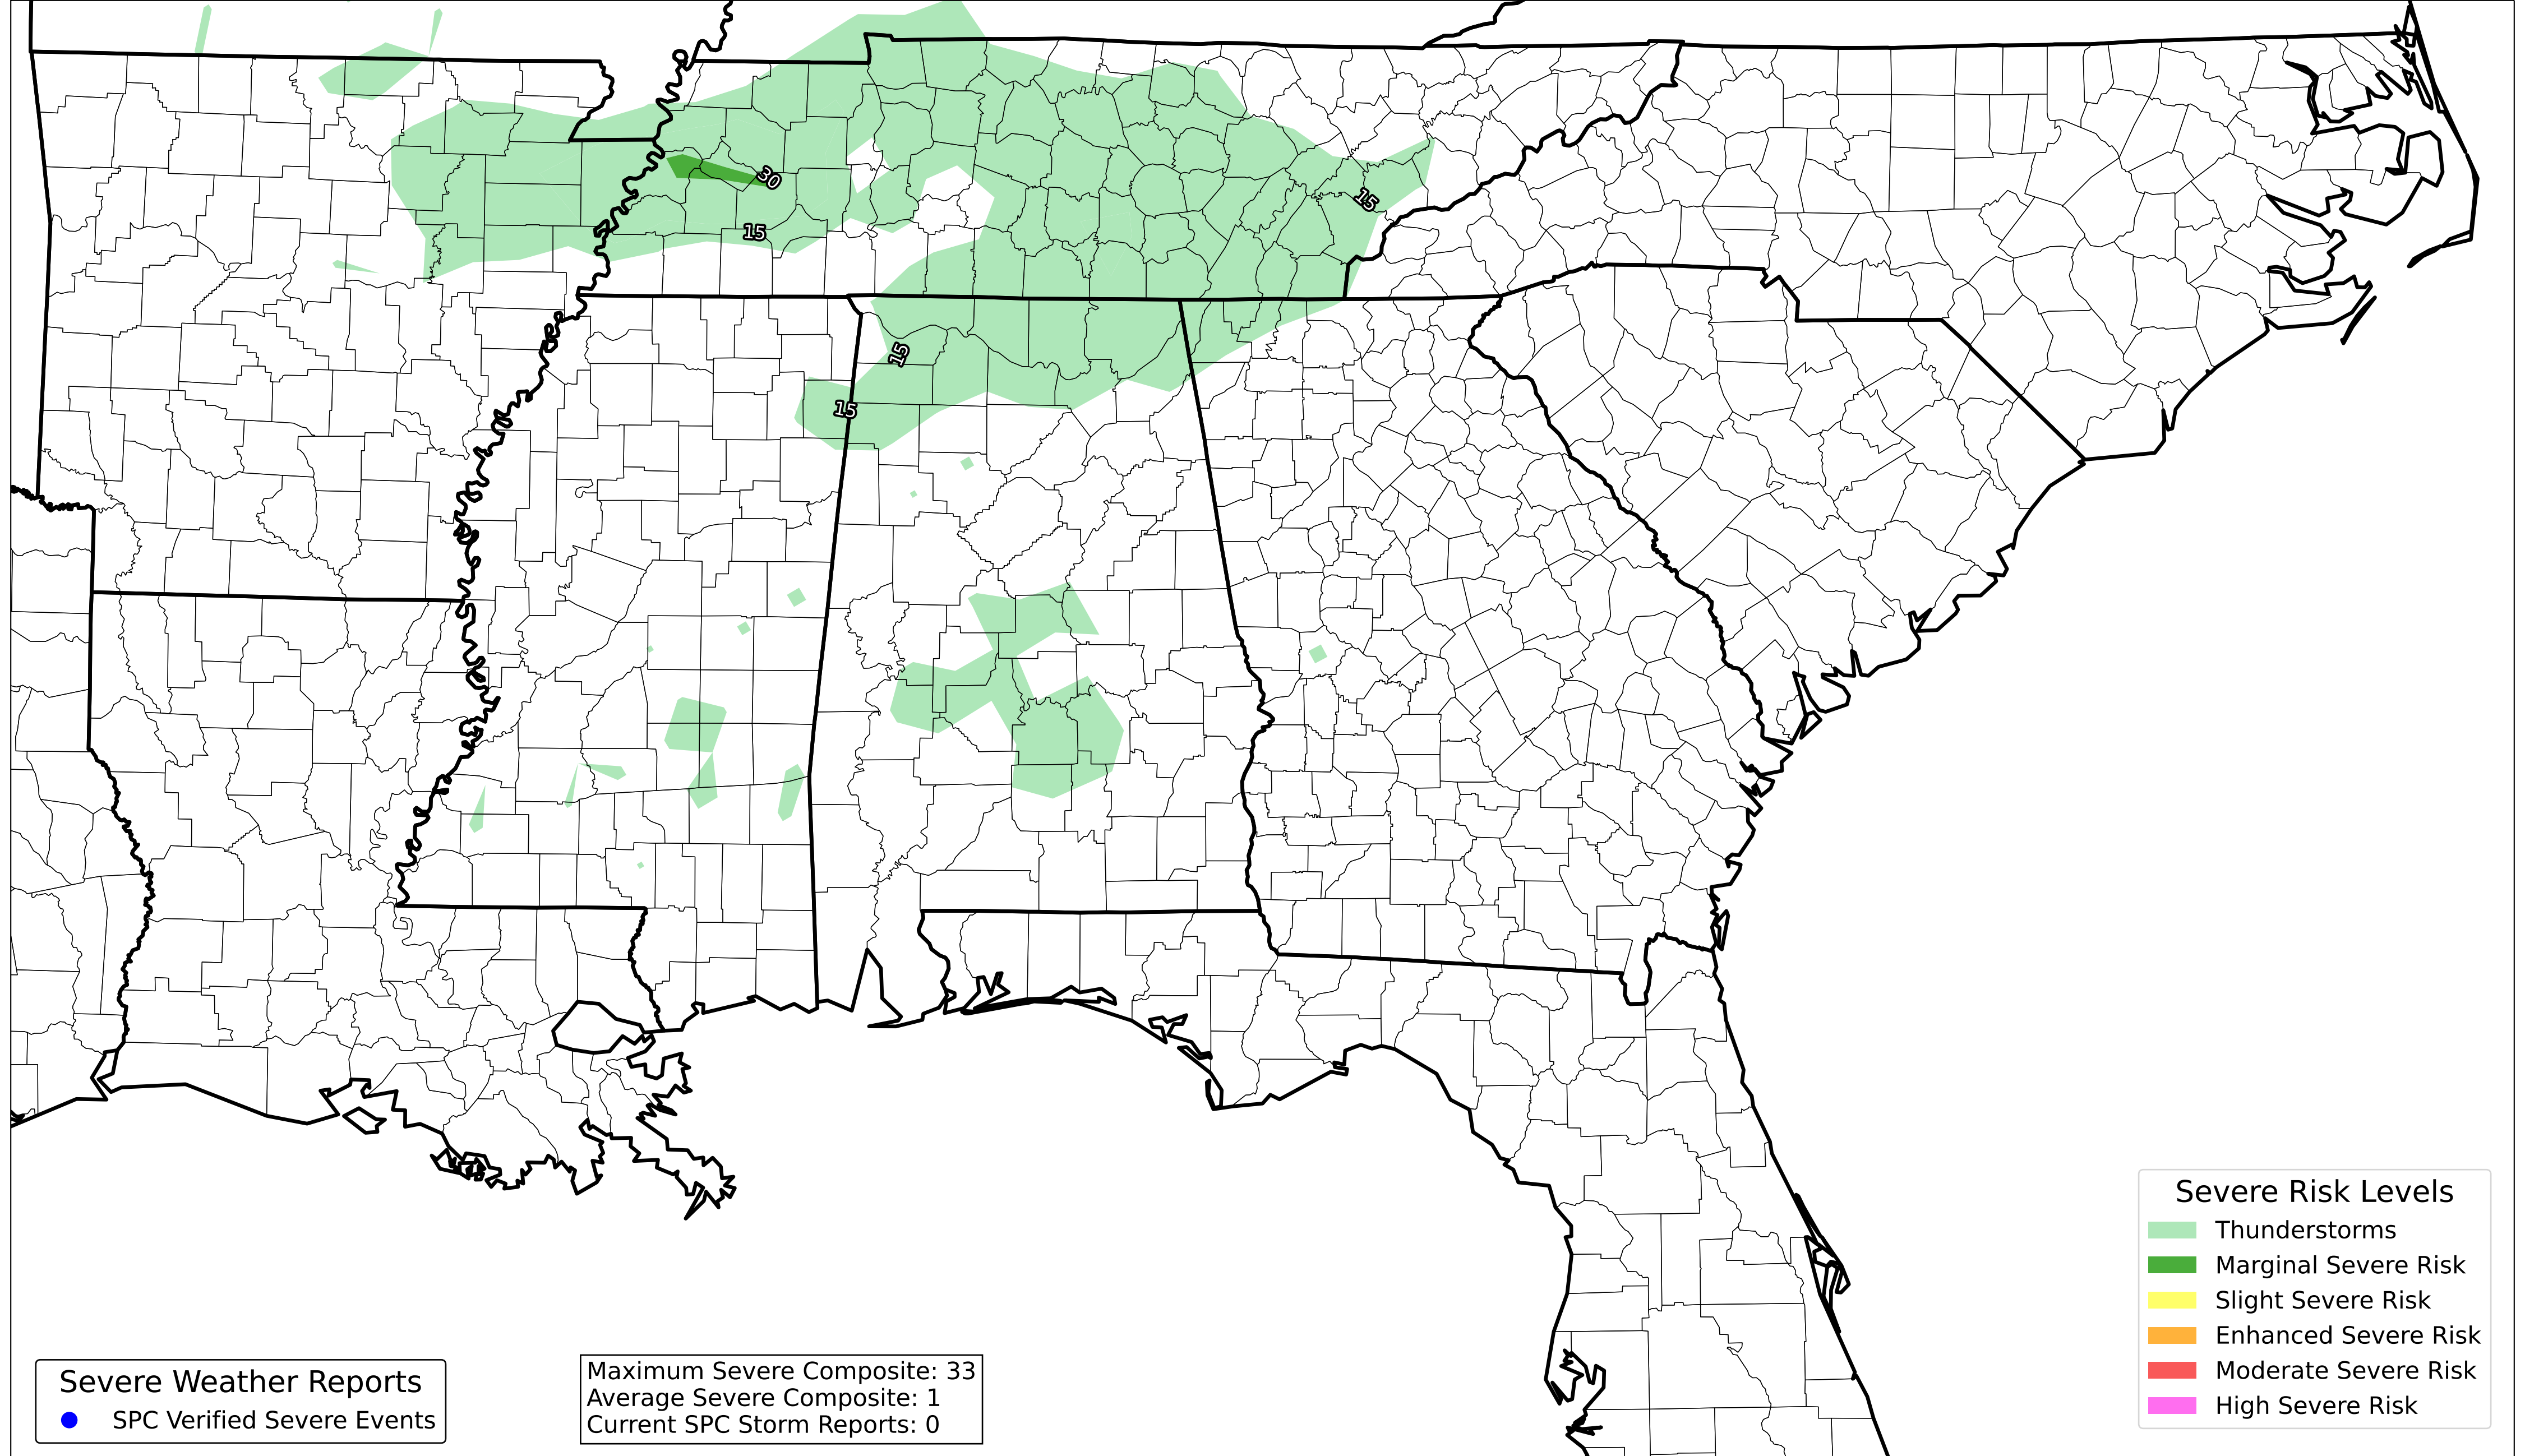 30
15
15
15
15
Severe Risk Levels
Thunderstorms
Marginal Severe Risk
Slight Severe Risk
Enhanced Severe Risk
Moderate Severe Risk
High Severe Risk
Severe Weather Reports
SPC Verified Severe Events
Maximum Severe Composite: 33
Average Severe Composite: 1
Current SPC Storm Reports: 0